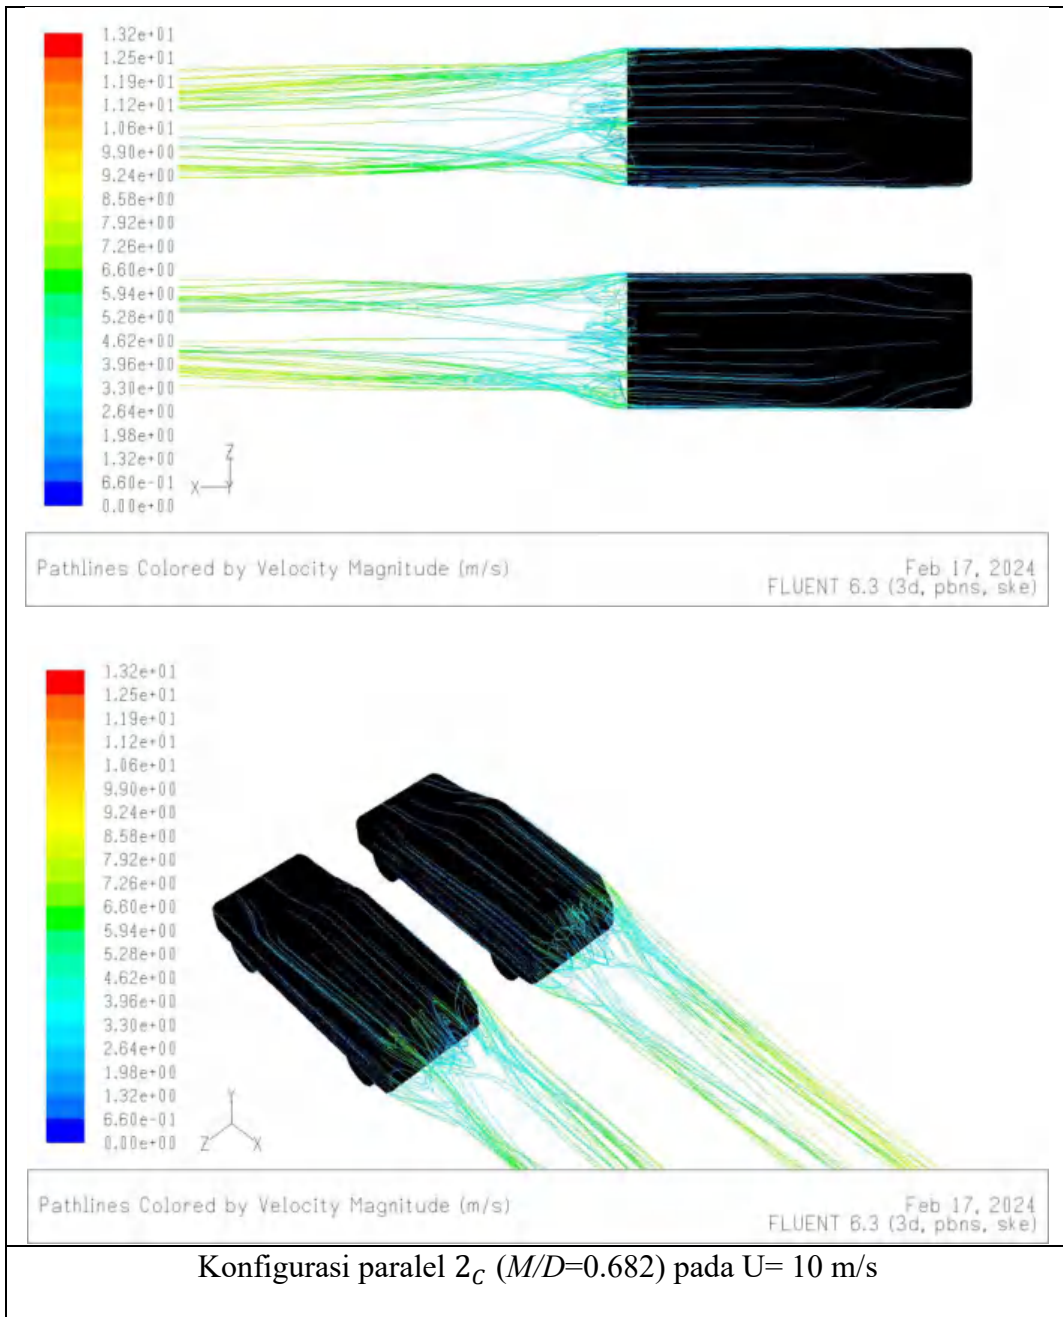 1.32e+01
1.25e+01
1.19e+01
1.12e+01
1.06e+01
9.90e+00
9.24e+00
8.58e+00
7.92e+00
7.26e+00
6.60e+00
5.94e+00
5.28e+00
4.62e+00
3.96e+00
3.30e+00
2.64e+00
1.98e+00
1.32e+00
6.60e-01
0.00e+00
Z
X Y
Pathlines Colored by Velocity Magnitude (m/s)
Feb 17, 2024
FLUENT 6.3 (3d, pbns, ske)
1.32e+01
1.25e+01
1.19e+01
1.12e+01
1.06e+01
9.90e+00
9.24e+00
8.58e+00
7.92e+00
7.26e+00
6.60e+00
5.94e+00
5.28e+00
4.62e+00
3.96e+00
3.30e+00
2.64e+00
1.98e+00
1.32e+00
6.60e-01
0.00e+00
Y
Z X
Pathlines Colored by Velocity Magnitude (m/s)
Feb 17, 2024
FLUENT 6.3 (3d, pbns, ske)
Konfigurasi paralel 2_C (M/D=0.682) pada U= 10 m/s